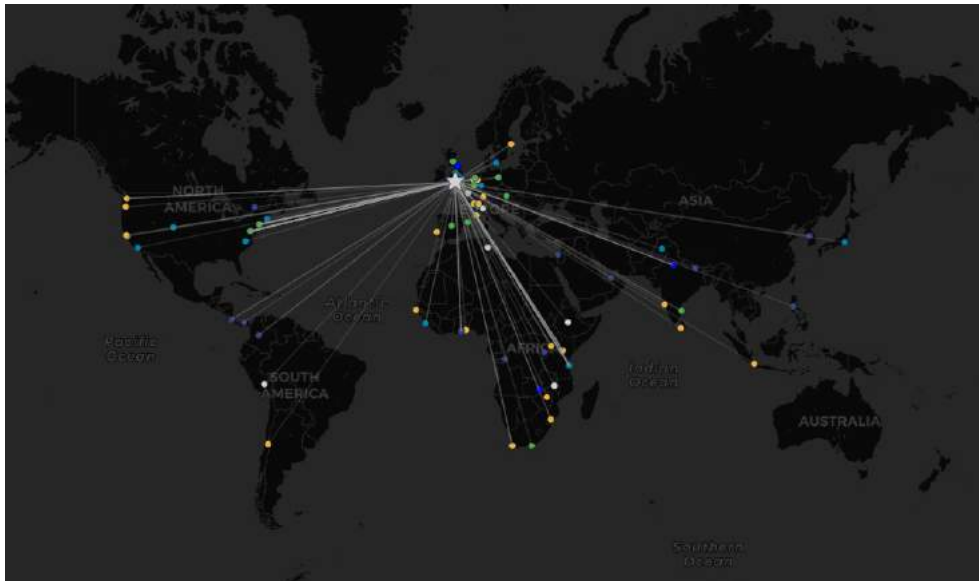 NORTH
AMERICA
ASIA
Atlantic
Ocean
AFRICA
Pacific
Ocean
Indian
Ocean
SOUTH
AMERICA
AUSTRALIA
Southern
Ocean